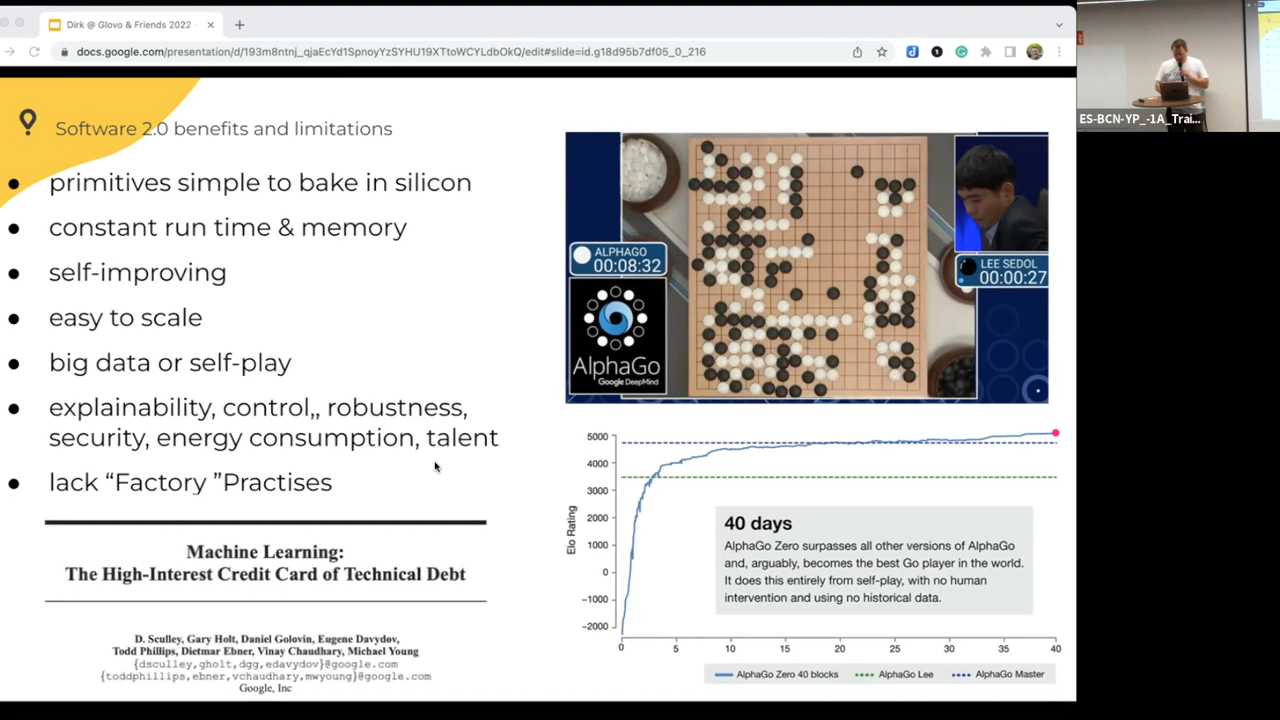 Dirk @ Glovo & Friends 2022
docs.google.com/presentation/d/193m8ntnj_qjaEcYd1SpnoyYzSYHU19XTtoWCYLdbOkQ/edit#slide=id.g18d95b7df05_0_216
ES-BCN-YP_-1A_Trai...
Software 2.0 benefits and limitations
● primitives simple to bake in silicon
● constant run time & memory
● self-improving
● easy to scale
● big data or self-play
● explainability, control,, robustness,
security, energy consumption, talent
● lack “Factory ”Practises
Machine Learning:
The High-Interest Credit Card of Technical Debt
D. Sculley, Gary Holt, Daniel Golovin, Eugene Davydov,
Todd Phillips, Dietmar Ebner, Vinay Chaudhary, Michael Young
{dsculley,gholt,dgg,edavydov}@google.com
{toddphillips,ebner,vchaudhary,mwyoung}@google.com
Google, Inc
ALPHAGO
00:08:32
AlphaGo
Google DeepMind
LEE SEDOL
00:00:27
Elo Rating
5000
4000
3000
2000
1000
0
−1000
−2000
0 5 10 15 20 25 30 35 40
40 days
AlphaGo Zero surpasses all other versions of AlphaGo
and, arguably, becomes the best Go player in the world.
It does this entirely from self-play, with no human
intervention and using no historical data.
AlphaGo Zero 40 blocks
AlphaGo Lee
AlphaGo Master